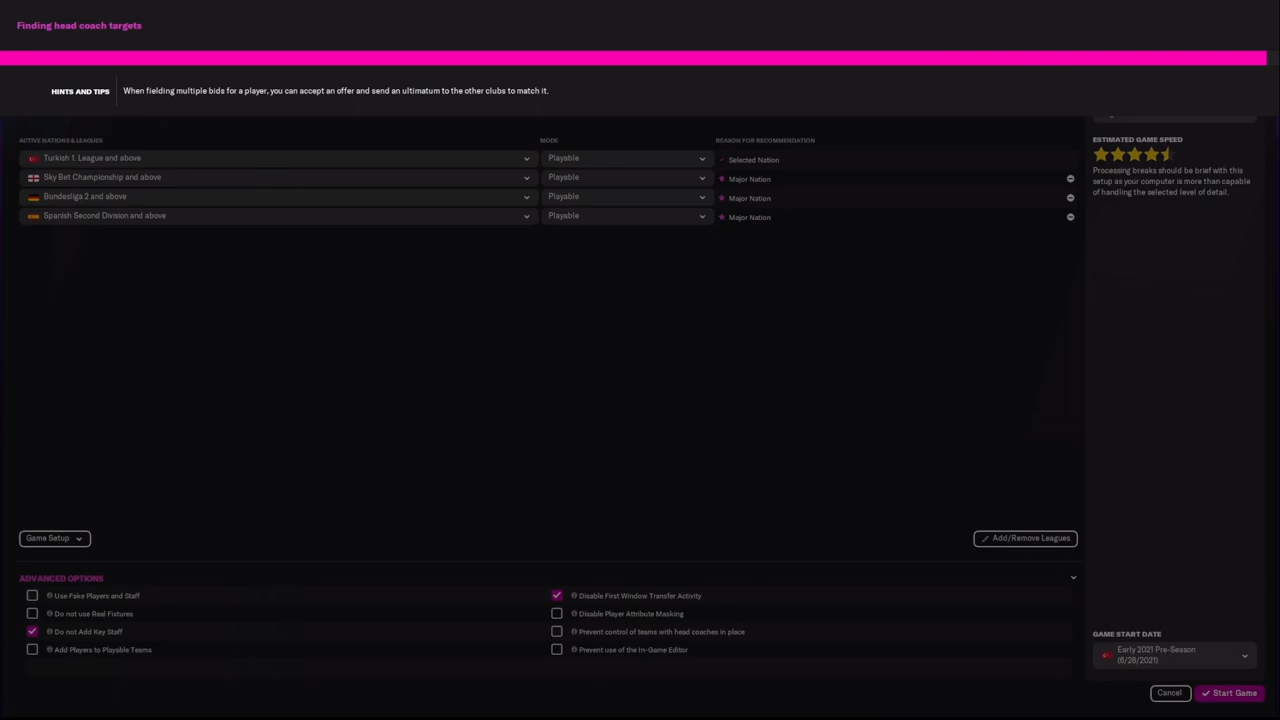 Finding head coach targets
HINTS AND TIPS
When fielding multiple bids for a player, you can accept an offer and send an ultimatum to the other clubs to match it.
ACTIVE NATIONS & LEAGUES MODE REASON FOR RECOMMENDATION
Turkish 1. League and above Playable Selected Nation
Sky Bet Championship and above Playable Major Nation
Bundesliga 2 and above Playable Major Nation
Spanish Second Division and above Playable Major Nation
ESTIMATED GAME SPEED
Processing breaks should be brief with this
setup as your computer is more than capable
of handling the selected level of detail.
Game Setup Add/Remove Leagues
ADVANCED OPTIONS
Use Fake Players and Staff Disable First Window Transfer Activity
Do not use Real Fixtures Disable Player Attribute Masking
Do not Add Key Staff Prevent control of teams with head coaches in place
Add Players to Playable Teams Prevent use of the In-Game Editor
GAME START DATE
Early 2021 Pre-Season
(6/28/2021)
Cancel Start Game